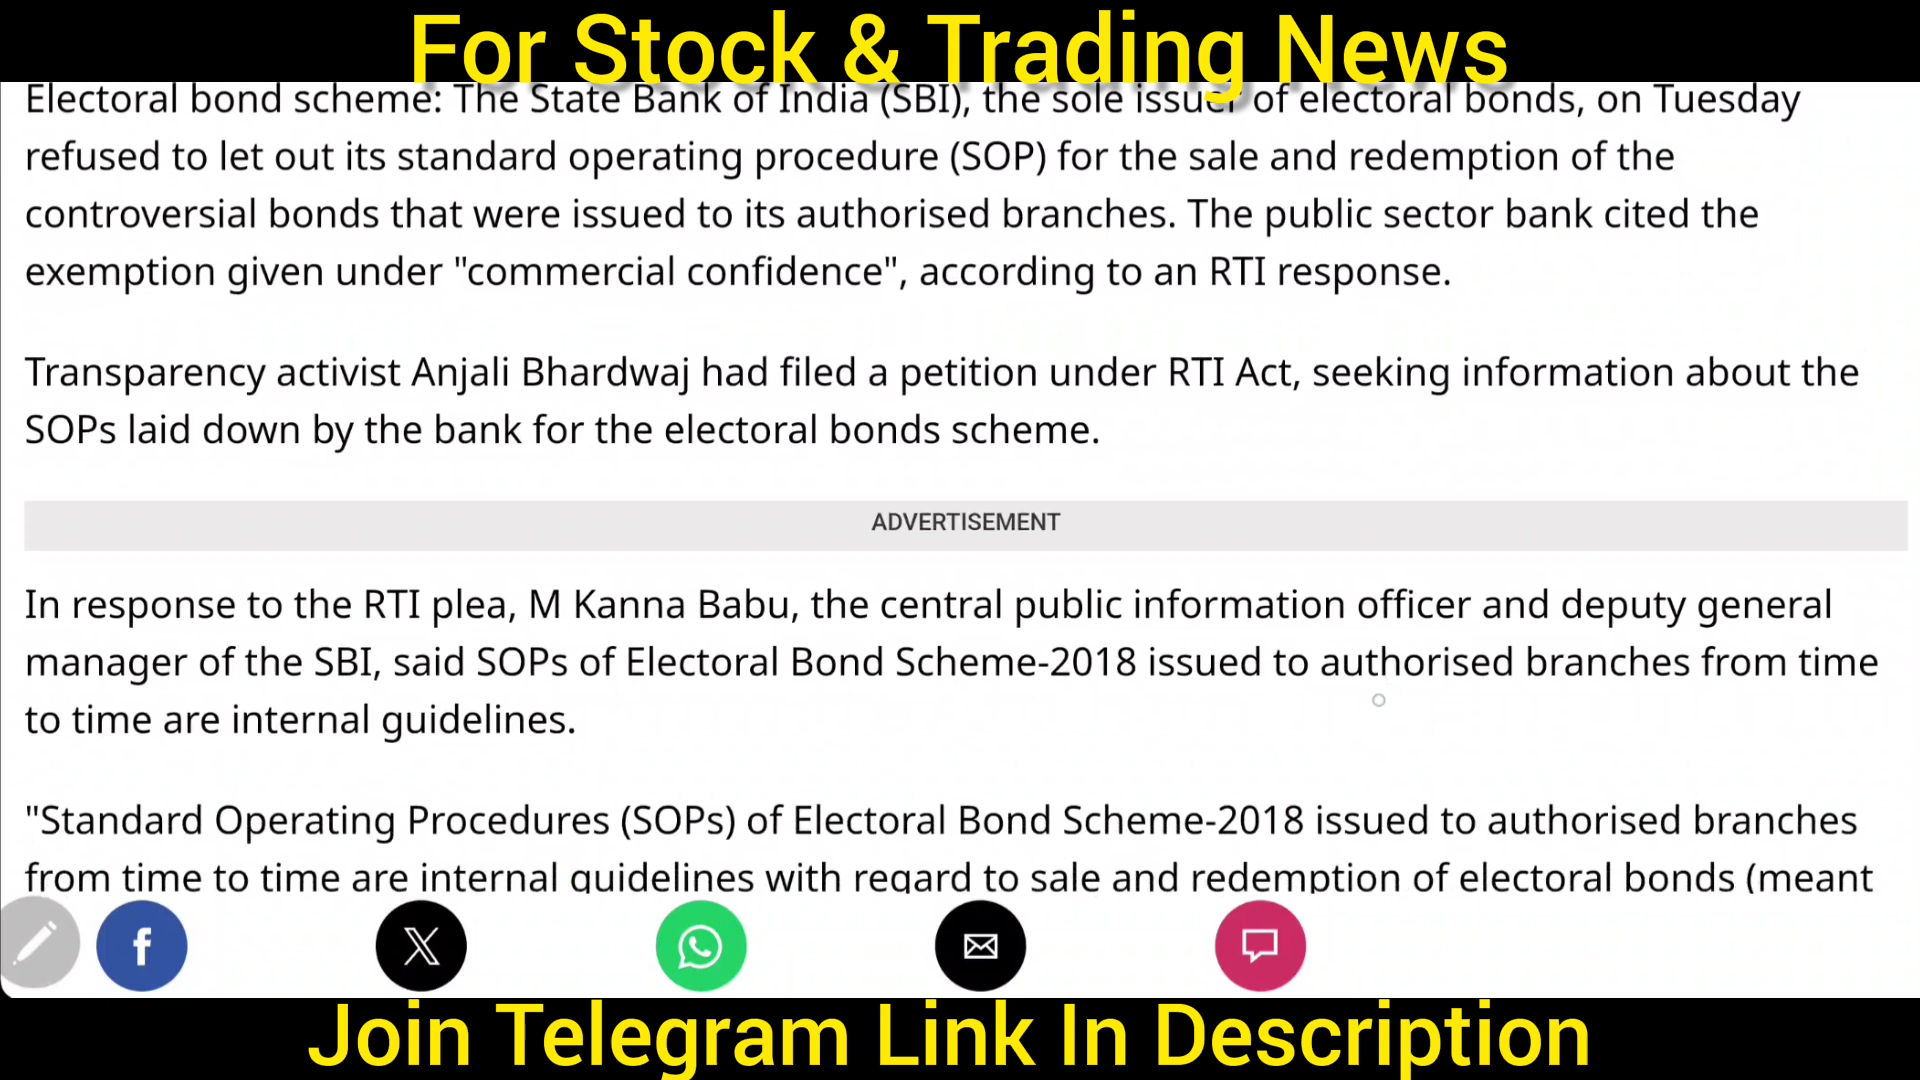 For Stock & Trading News
Electoral bond scheme: The State Bank of India (SBI), the sole issuer of electoral bonds, on Tuesday
refused to let out its standard operating procedure (SOP) for the sale and redemption of the
controversial bonds that were issued to its authorised branches. The public sector bank cited the
exemption given under "commercial confidence", according to an RTI response.
Transparency activist Anjali Bhardwaj had filed a petition under RTI Act, seeking information about the
SOPs laid down by the bank for the electoral bonds scheme.
ADVERTISEMENT
In response to the RTI plea, M Kanna Babu, the central public information officer and deputy general
manager of the SBI, said SOPs of Electoral Bond Scheme-2018 issued to authorised branches from time
to time are internal guidelines.
"Standard Operating Procedures (SOPs) of Electoral Bond Scheme-2018 issued to authorised branches
from time to time are internal guidelines with regard to sale and redemption of electoral bonds (meant
Join Telegram Link In Description